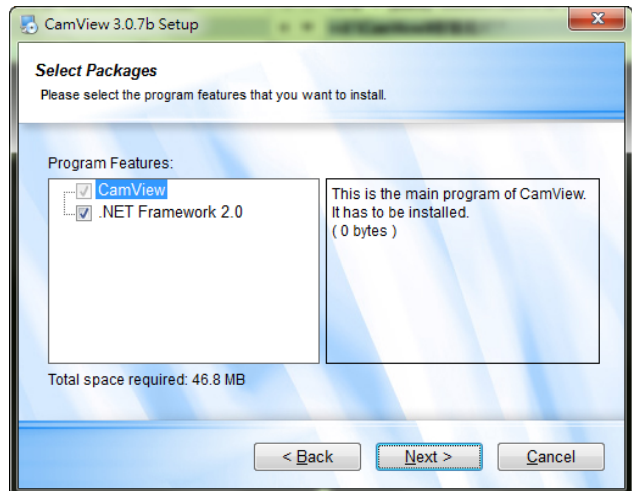 CamView 3.0.7b Setup
Select Packages
Please select the program features that you want to install.
Program Features:
CamView
.NET Framework 2.0
This is the main program of CamView.
It has to be installed.
( 0 bytes )
Total space required: 46.8 MB
< Back
Next >
Cancel